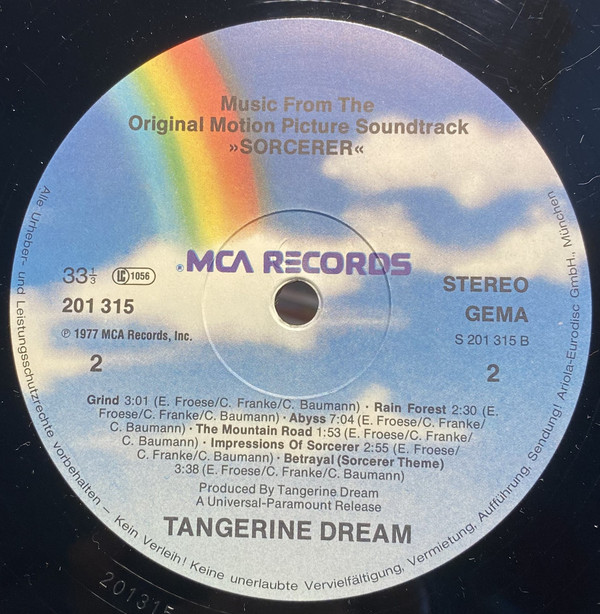 Music From The
Original Motion Picture Soundtrack
»SORCERER«
MCA RECORDS
®
33⅓
LC 1056
201 315
℗ 1977 MCA Records, Inc.
2
STEREO
GEMA
S 201 315 B
2
Grind 3:01 (E. Froese/C. Franke/C. Baumann) · Rain Forest 2:30 (E.
Froese/C. Franke/C. Baumann) · Abyss 7:04 (E. Froese/C. Franke/
C. Baumann) · The Mountain Road 1:53 (E. Froese/C. Franke/
C. Baumann) · Impressions Of Sorcerer 2:55 (E. Froese/
C. Franke/C. Baumann) · Betrayal (Sorcerer Theme)
3:38 (E. Froese/C. Franke/C. Baumann)
Produced By Tangerine Dream
A Universal-Paramount Release
TANGERINE DREAM
Alle Urheber- und Leistungsschutzrechte vorbehalten – Kein Verleih! Keine unerlaubte Vervielfältigung, Vermietung, Aufführung, Sendung! Ariola-Eurodisc GmbH., München
201315